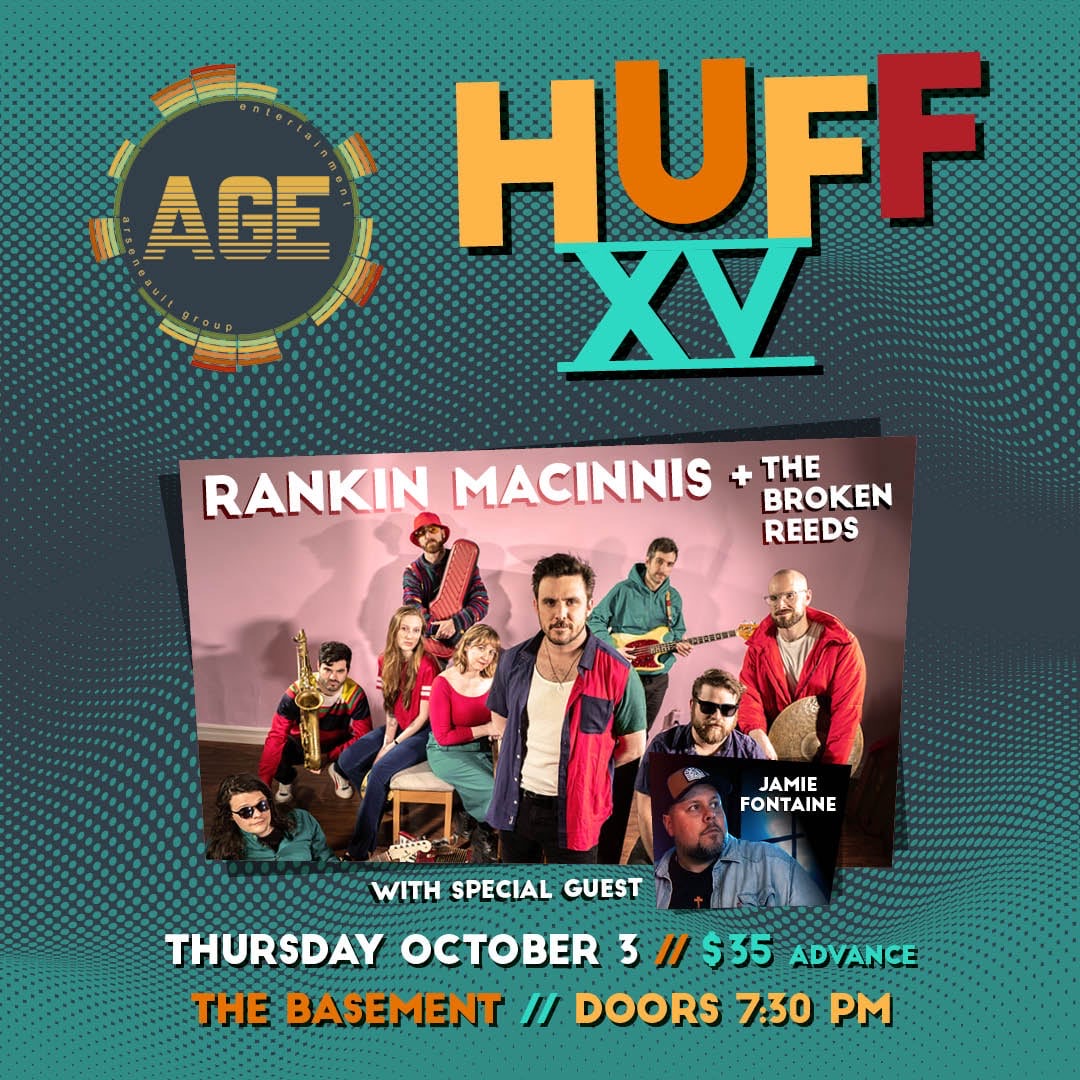 entertainment
AGE
arseneault group
HUFF
XV
RANKIN MACINNIS + THE
BROKEN
REEDS
JAMIE
FONTAINE
WITH SPECIAL GUEST
THURSDAY OCTOBER 3 // $35 ADVANCE
THE BASEMENT // DOORS 7:30 PM